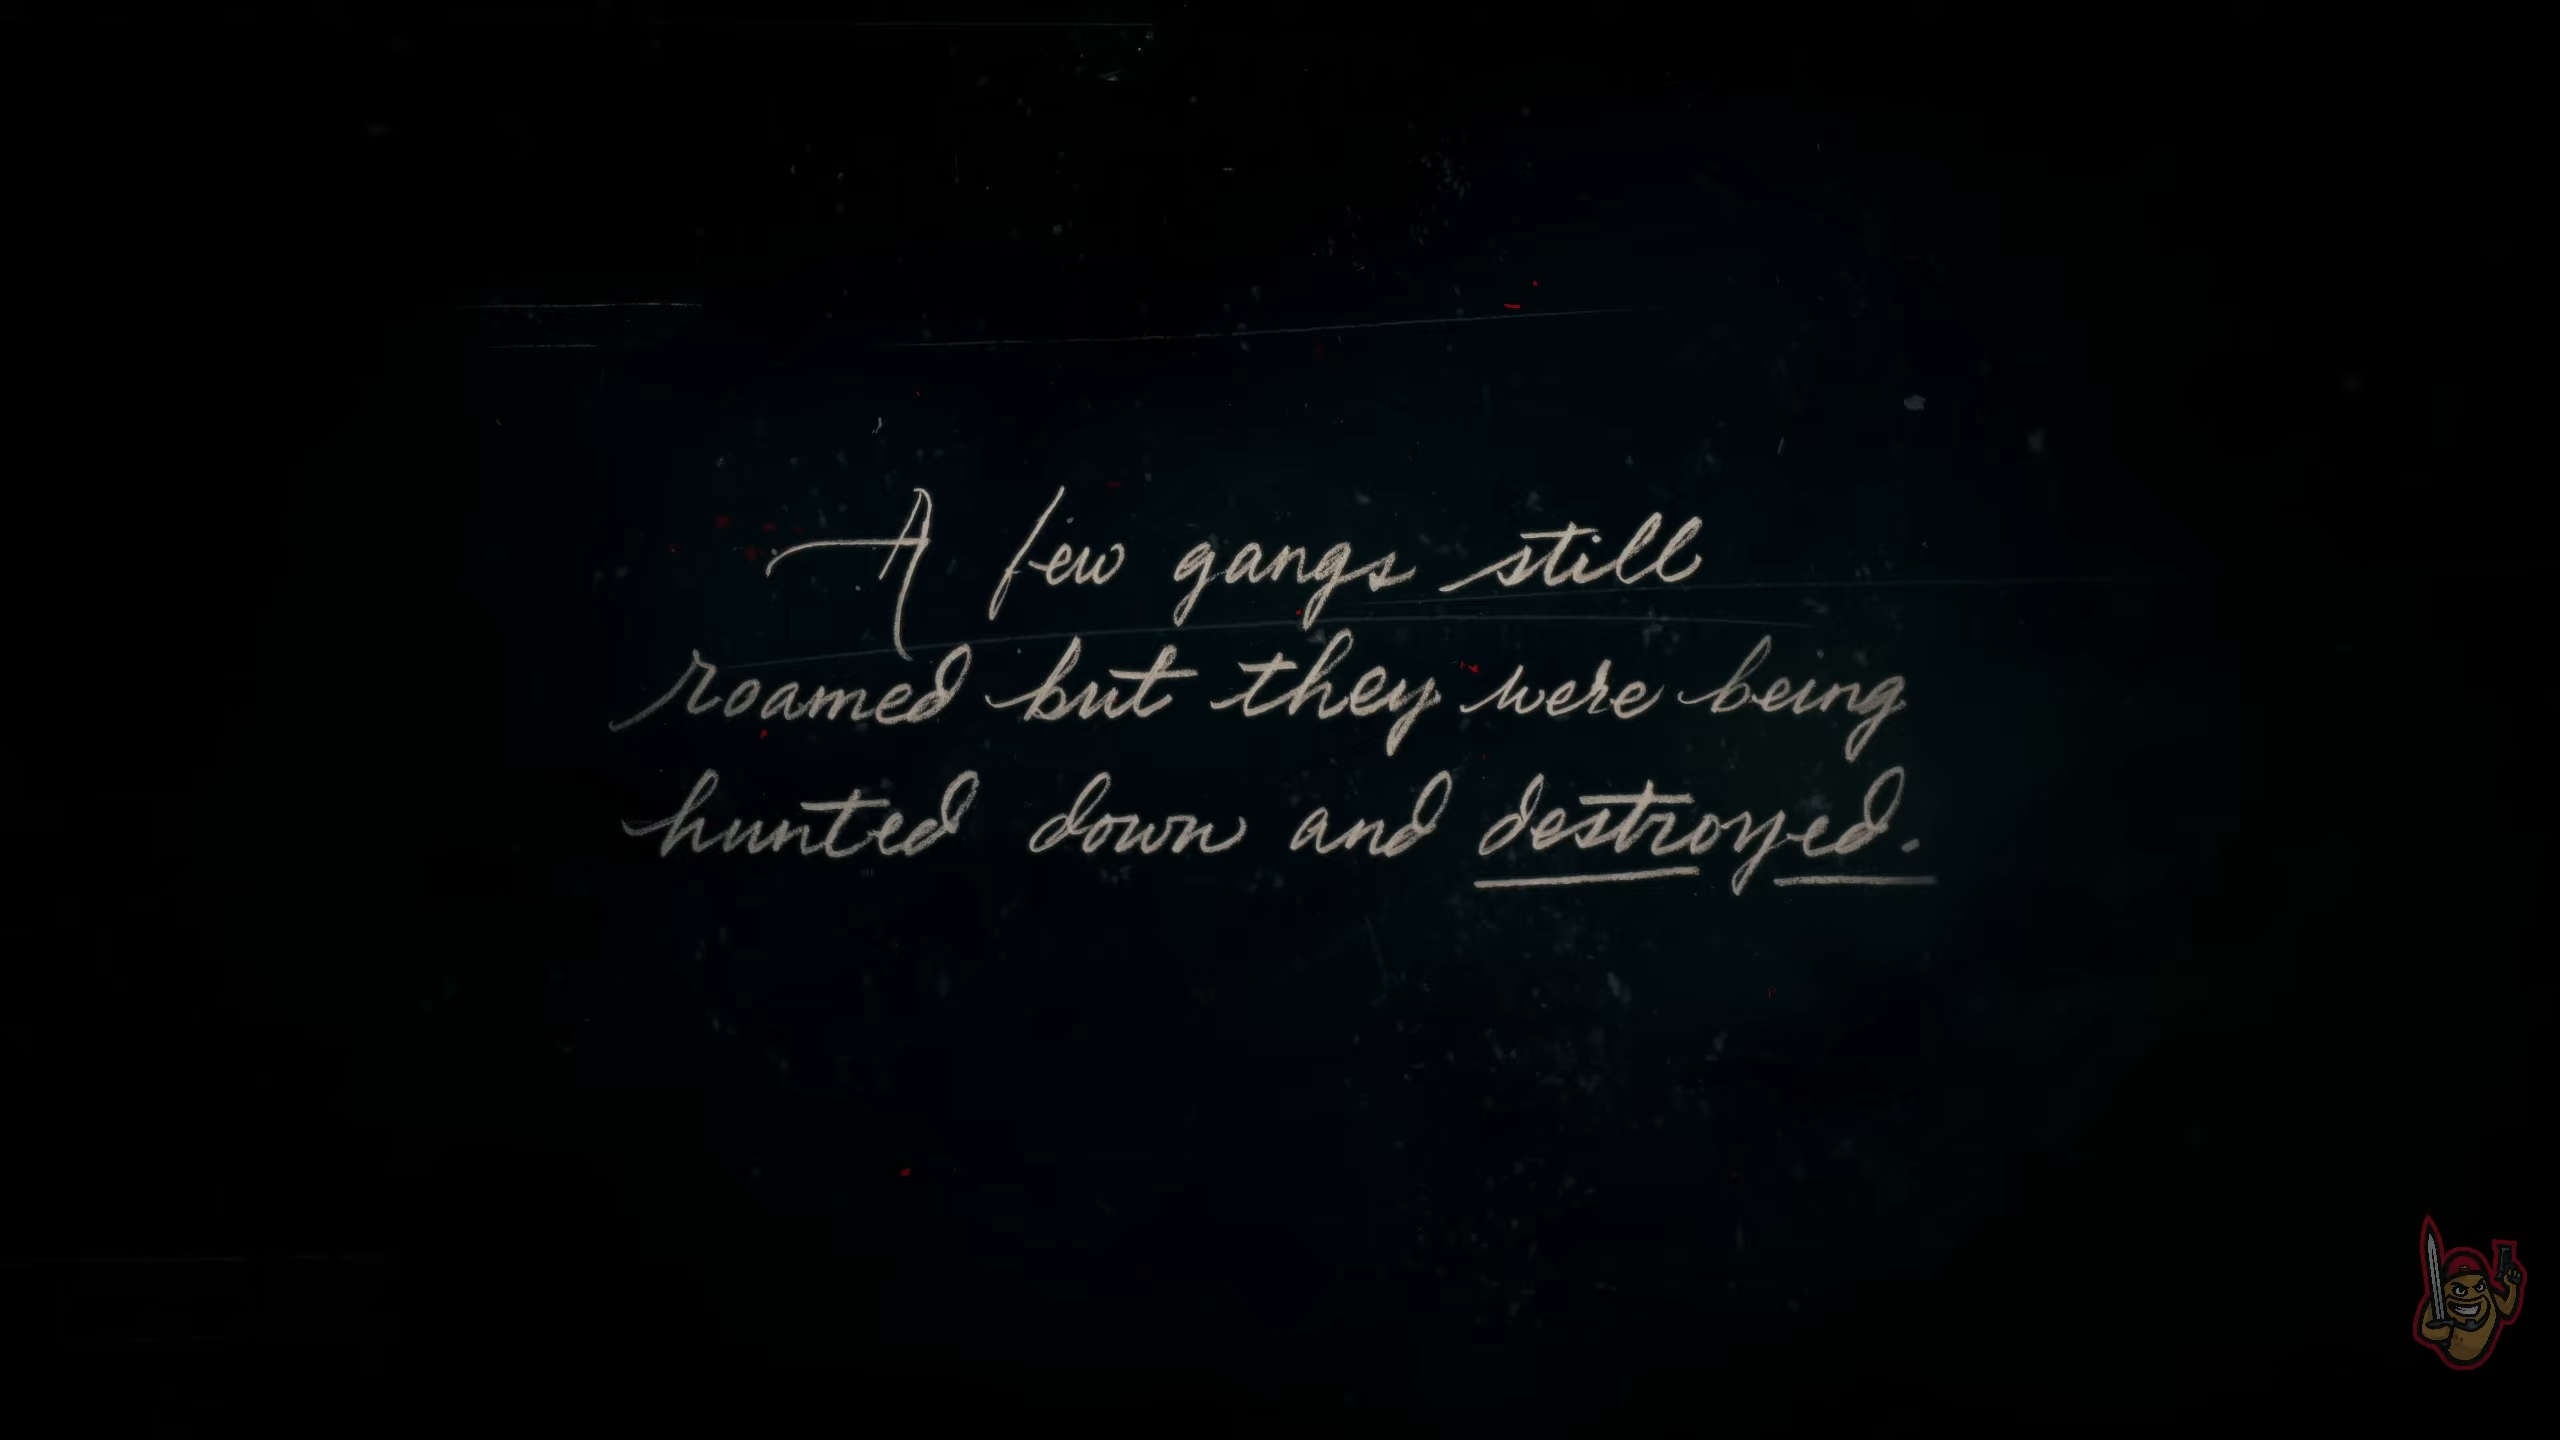 A few gangs still
roamed but they were being
hunted down and destroyed.